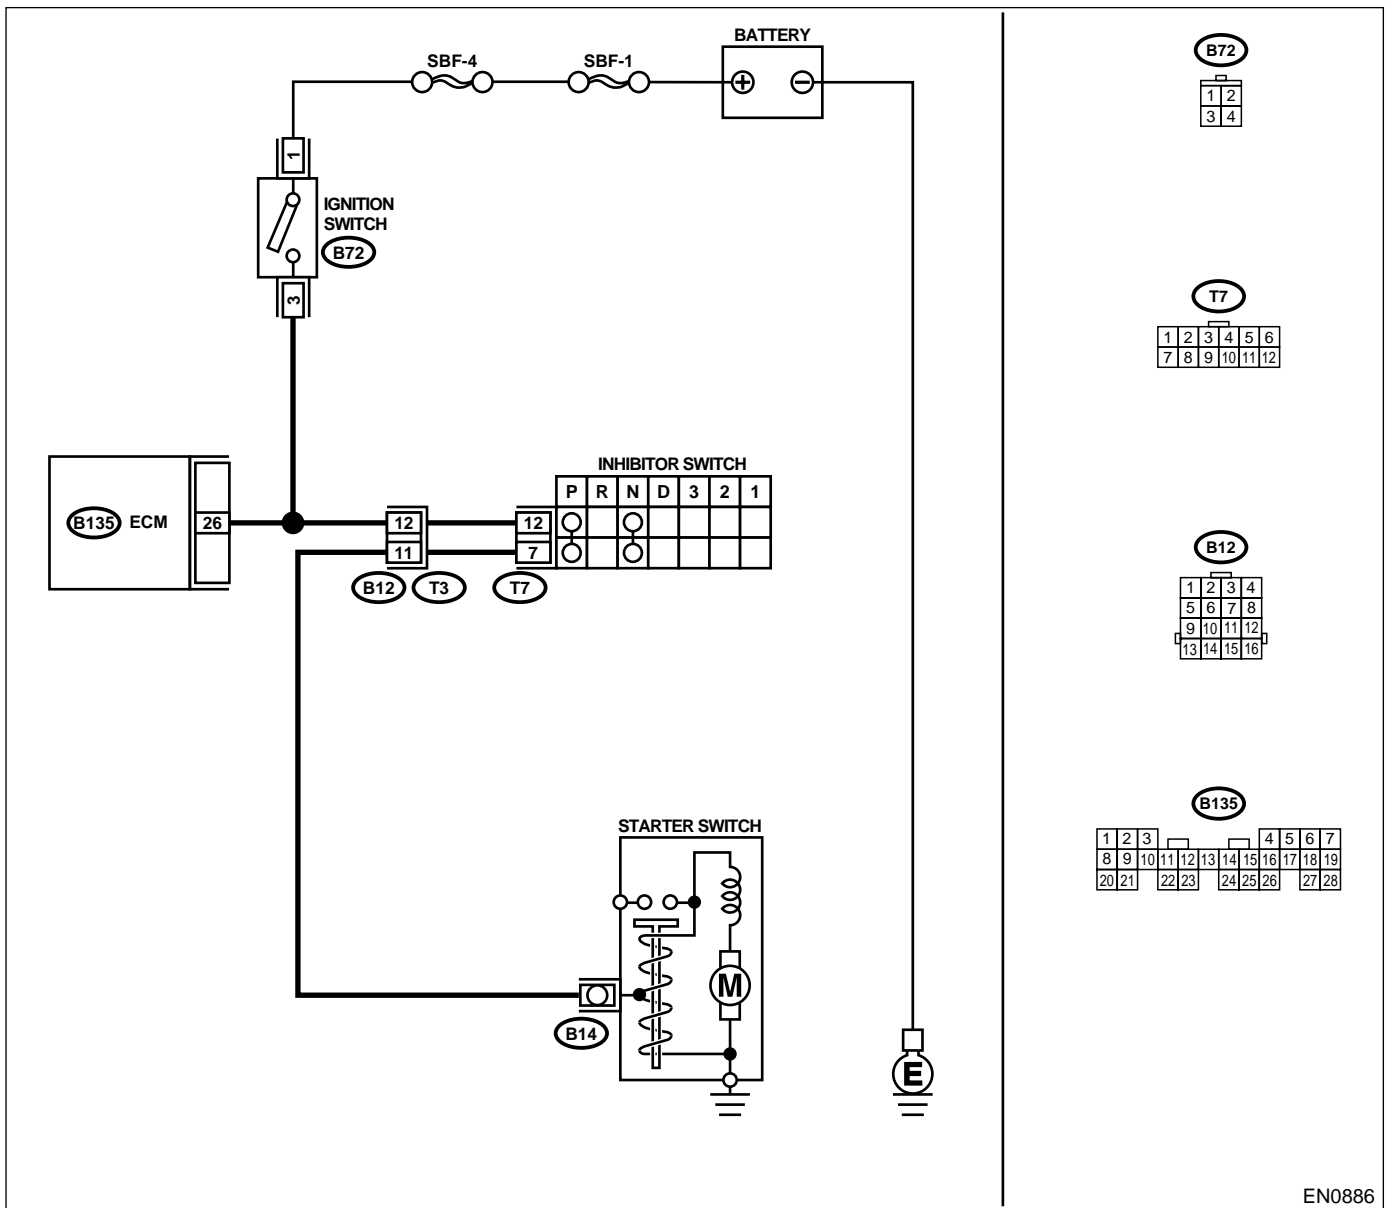 BATTERY
SBF-4 SBF-1
+ −
1
IGNITION
SWITCH
B72
3
INHIBITOR SWITCH
P R N D 3 2 1
B135 ECM 26 12 12
11 7
B12 T3 T7
STARTER SWITCH
M
B14
E
B72
1 2
3 4
T7
1 2 3 4 5 6
7 8 9 10 11 12
B12
1 2 3 4
5 6 7 8
9 10 11 12
13 14 15 16
B135
1 2 3 4 5 6 7
8 9 10 11 12 13 14 15 16 17 18 19
20 21 22 23 24 25 26 27 28
EN0886